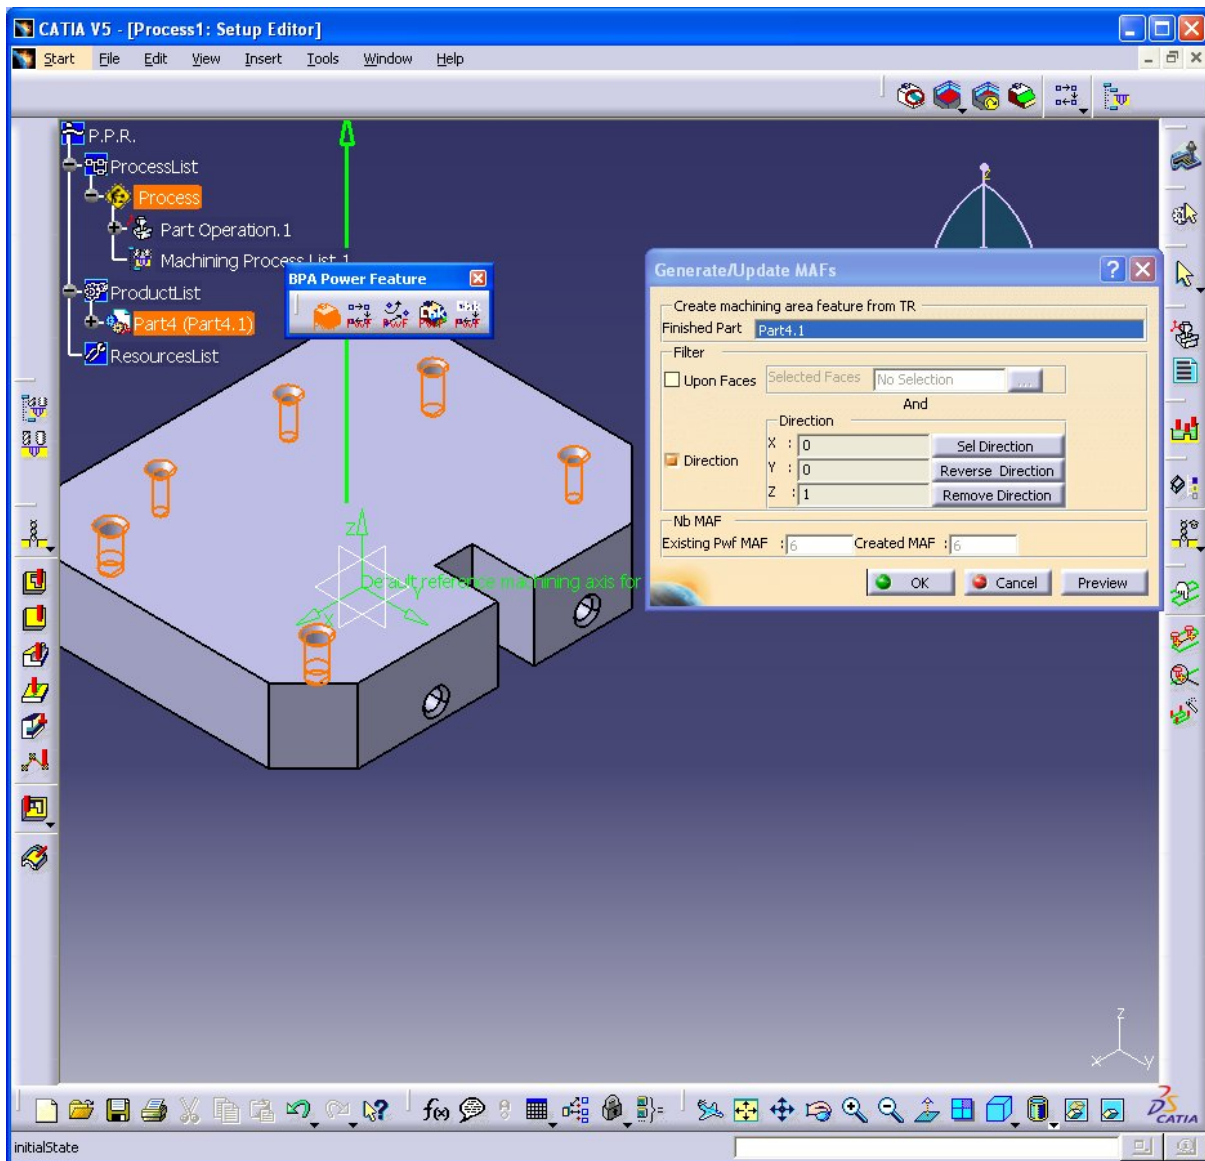 CATIA V5 - [Process1: Setup Editor]
Start File Edit View Insert Tools Window Help
P.P.R.
ProcessList
Process
Part Operation.1
Machining Process List.1
ProductList
Part4 (Part4.1)
ResourcesList
BPA Power Feature
Generate/Update MAFs
Create machining area feature from TR
Finished Part Part4.1
Filter
Upon Faces Selected Faces No Selection ...
And
Direction
Direction
X : 0 Sel Direction
Y : 0 Reverse Direction
Z : 1 Remove Direction
Nb MAF
Existing Pwf MAF : 6 Created MAF : 6
OK Cancel Preview
z
Z
Default reference machining axis for
Y
X
Z
X Y
f(x)
CATIA
initialState